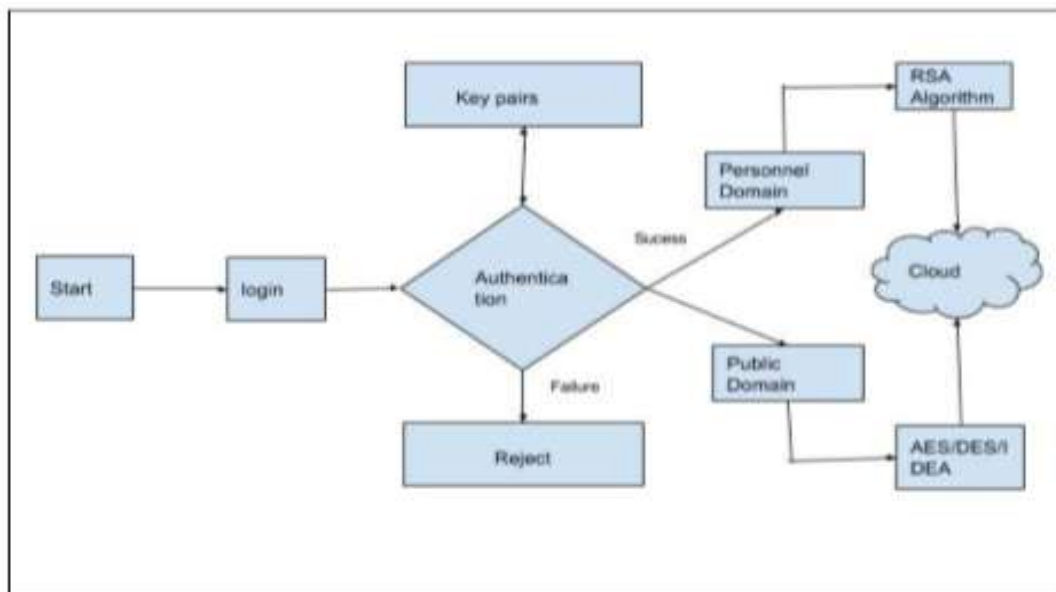 Key pairs
RSA
Algorithm
Personnel
Domain
Sucess
Start
login
Authentica
tion
Cloud
Public
Domain
Failure
Reject
AES/DES/I
DEA